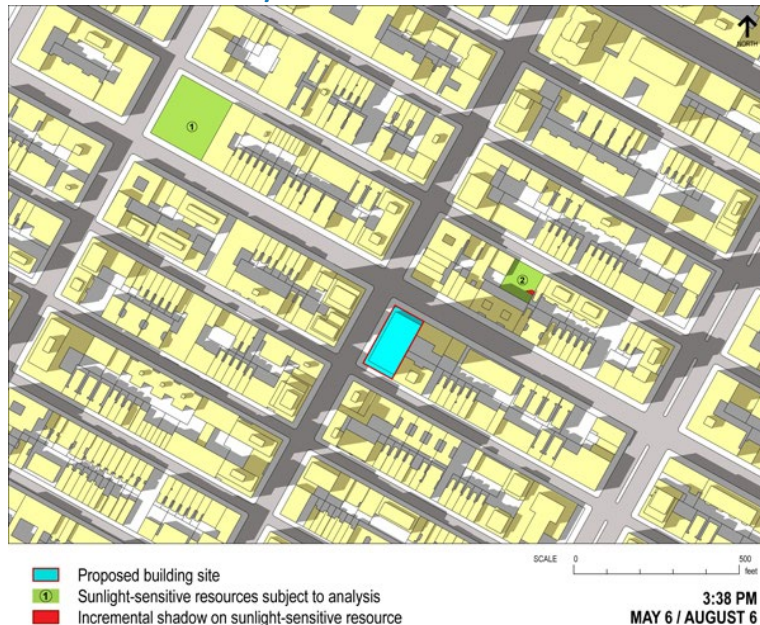 NORTH
①
②
Proposed building site
① Sunlight-sensitive resources subject to analysis
Incremental shadow on sunlight-sensitive resource
SCALE 0 500
feet
3:38 PM
MAY 6 / AUGUST 6